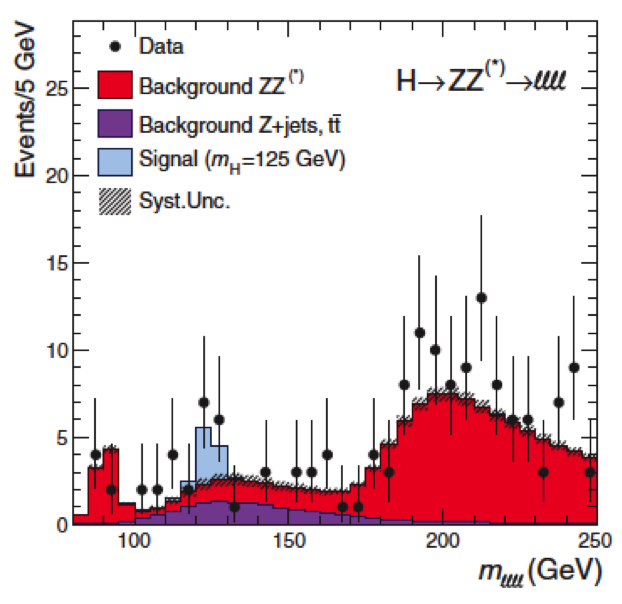 Events/5 GeV
Data
Background ZZ(*)
Background Z+jets, tt̄
Signal (mH=125 GeV)
Syst.Unc.
H→ZZ(*)→ℓℓℓℓ
25
20
15
10
5
0
100 150 200 250
mℓℓℓℓ (GeV)